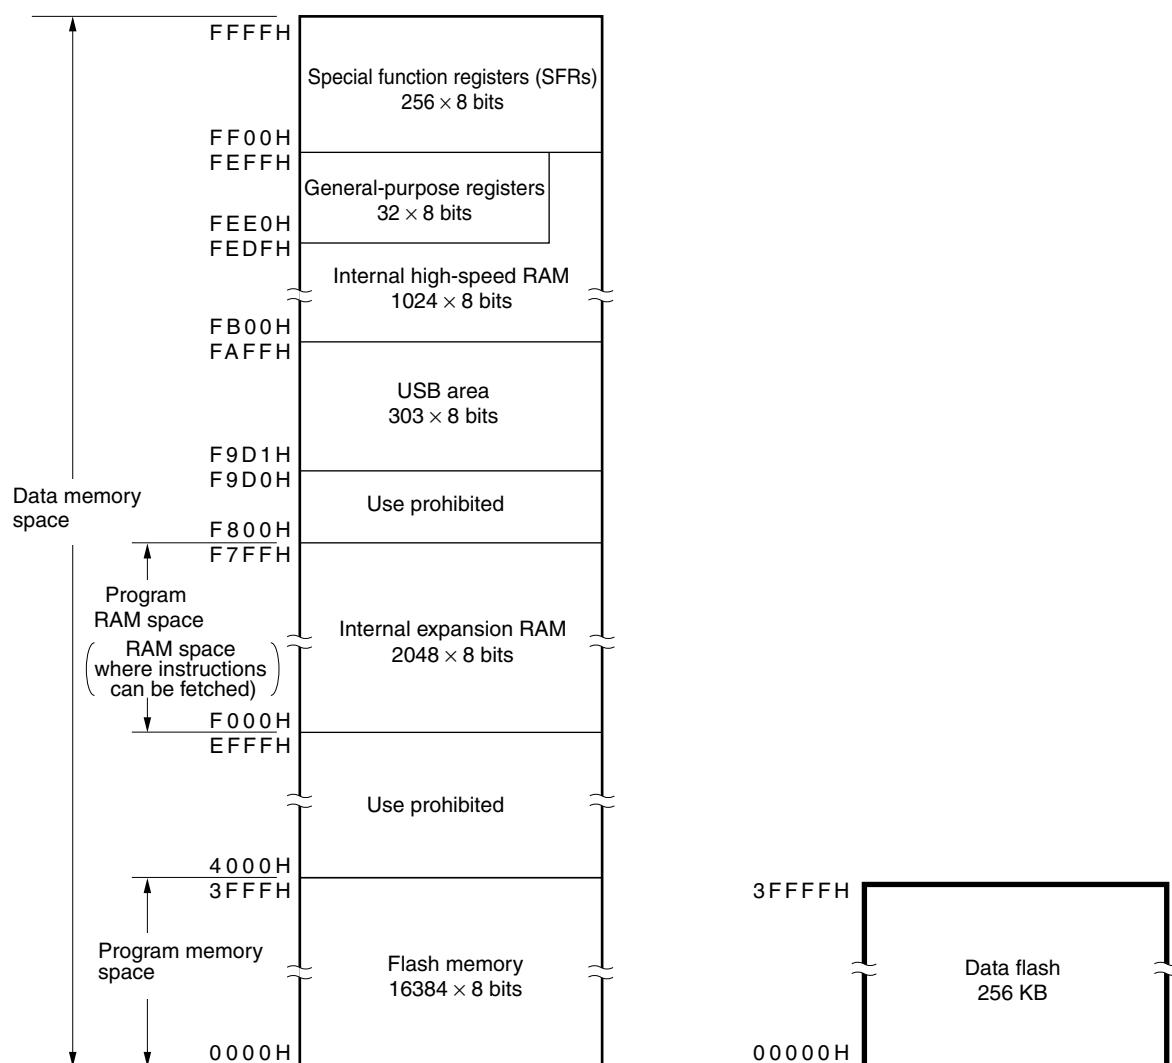 FFFFH
Special function registers (SFRs)
256 × 8 bits
FF00H
FEFFH
General-purpose registers
32 × 8 bits
FEE0H
FEDFH
Internal high-speed RAM
1024 × 8 bits
FB00H
FAFFH
USB area
303 × 8 bits
F9D1H
F9D0H
Data memory
space
Use prohibited
F800H
F7FFH
Program
RAM space
RAM space
where instructions
can be fetched)
Internal expansion RAM
2048 × 8 bits
F000H
EFFFH
Use prohibited
4000H
3FFFH
Program memory
space
Flash memory
16384 × 8 bits
0000H
3FFFFH
Data flash
256 KB
00000H